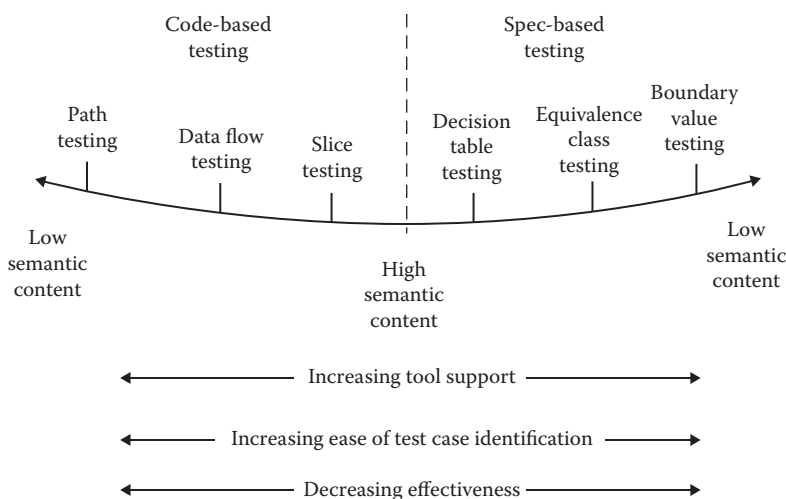 Code-based
testing
Spec-based
testing
Path
testing
Data flow
testing
Slice
testing
Decision
table
testing
Equivalence
class
testing
Boundary
value
testing
Low
semantic
content
High
semantic
content
Low
semantic
content
Increasing tool support
Increasing ease of test case identification
Decreasing effectiveness